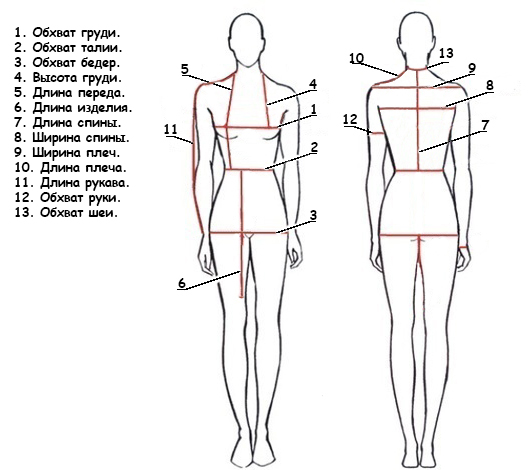 1. Обхват груди.
2. Обхват талии.
3. Обхват бедер.
4. Высота груди.
5. Длина переда.
6. Длина изделия.
7. Длина спины.
8. Ширина спины.
9. Ширина плеч.
10. Длина плеча.
11. Длина рукава.
12. Обхват руки.
13. Обхват шеи.
5
4
1
11
2
3
6
10
13
9
8
12
7